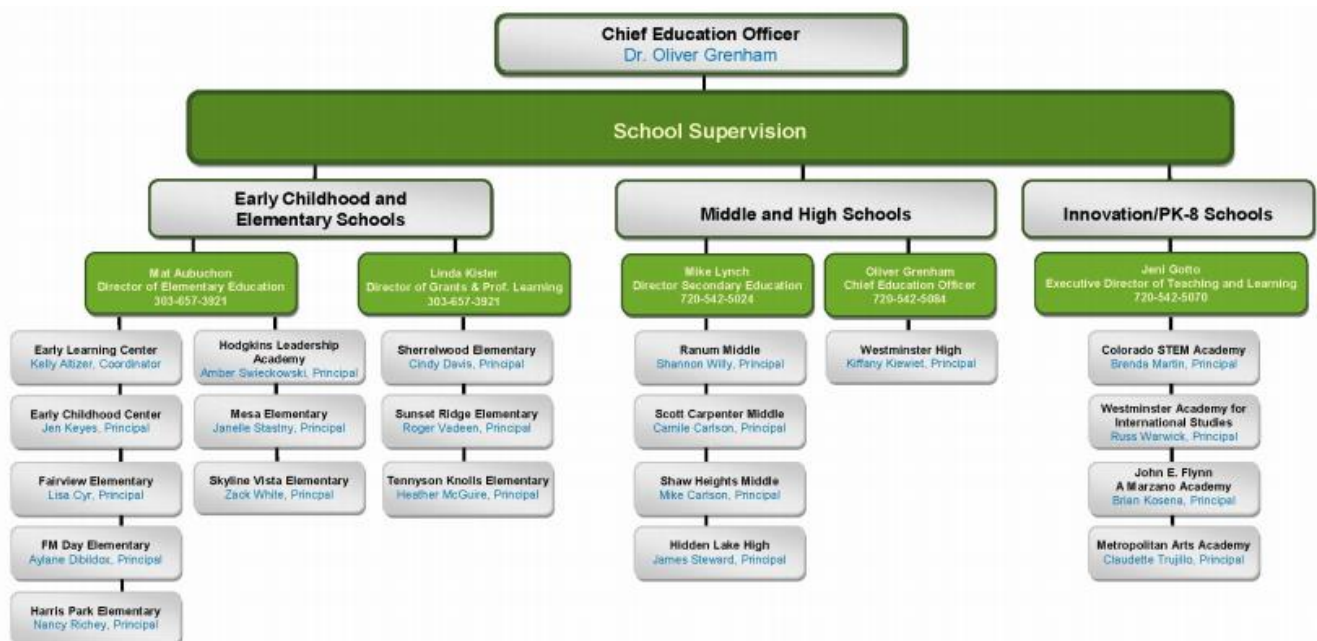 Chief Education Officer
Dr. Oliver Grenham
School Supervision
Early Childhood and
Elementary Schools
Mat Aubuchon
Director of Elementary Education
303-657-3921
Early Learning Center
Kelly Altizer, Coordinator
Early Childhood Center
Jen Keyes, Principal
Fairview Elementary
Lisa Cyr, Principal
FM Day Elementary
Aylane Dibildox, Principal
Harris Park Elementary
Nancy Richey, Principal
Hodgkins Leadership
Academy
Amber Swieckowski, Principal
Mesa Elementary
Janelle Stastny, Principal
Skyline Vista Elementary
Zack White, Princpal
Linda Kister
Director of Grants & Prof. Learning
303-657-3921
Sherrelwood Elementary
Cindy Davis, Principal
Sunset Ridge Elementary
Roger Vadeen, Principal
Tennyson Knolls Elementary
Heather McGuire, Principal
Middle and High Schools
Mike Lynch
Director Secondary Education
720-542-5024
Ranum Middle
Shannon Willy, Principal
Scott Carpenter Middle
Camile Carlson, Principal
Shaw Heights Middle
Mike Carlson, Principal
Hidden Lake High
James Steward, Principal
Oliver Grenham
Chief Education Officer
720-542-5084
Westminster High
Kiffany Kiewiet, Principal
Innovation/PK-8 Schools
Jeni Gotto
Executive Director of Teaching and Learning
720-542-5070
Colorado STEM Academy
Brenda Martin, Principal
Westminster Academy for
International Studies
Russ Warwick, Principal
John E. Flynn
A Marzano Academy
Brian Kosena, Principal
Metropolitan Arts Academy
Claudette Trujillo, Principal